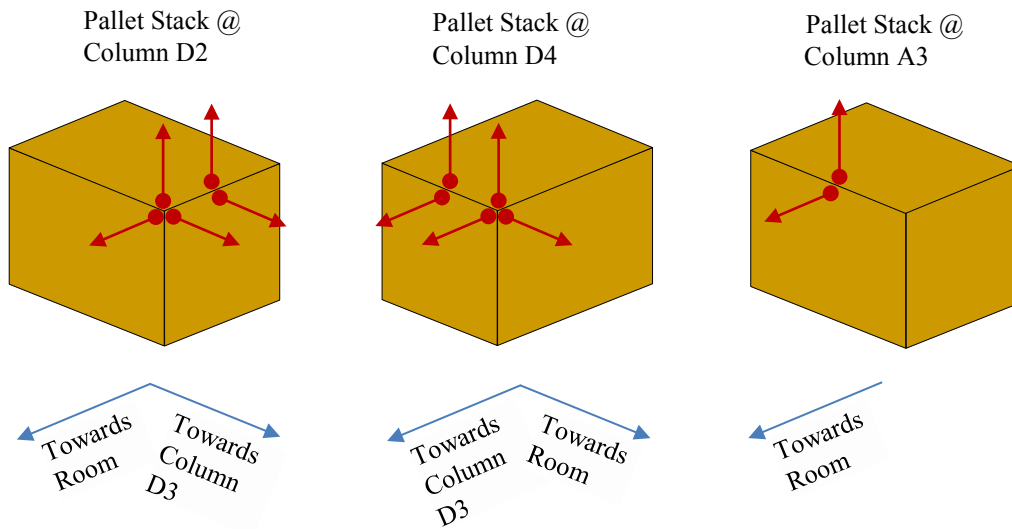 Pallet Stack @
Column D2
Pallet Stack @
Column D4
Pallet Stack @
Column A3
Towards
Room
Towards
Column
D3
Towards
Column
D3
Towards
Room
Towards
Room